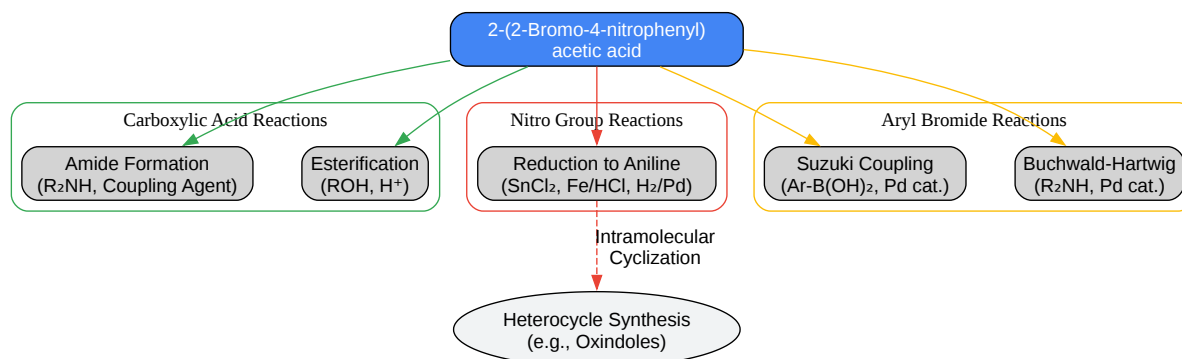 2-(2-Bromo-4-nitrophenyl)
acetic acid
Carboxylic Acid Reactions
Nitro Group Reactions
Aryl Bromide Reactions
Amide Formation
(R₂NH, Coupling Agent)
Esterification
(ROH, H⁺)
Reduction to Aniline
(SnCl₂, Fe/HCl, H₂/Pd)
Suzuki Coupling
(Ar-B(OH)₂, Pd cat.)
Buchwald-Hartwig
(R₂NH, Pd cat.)
Intramolecular
Cyclization
Heterocycle Synthesis
(e.g., Oxindoles)